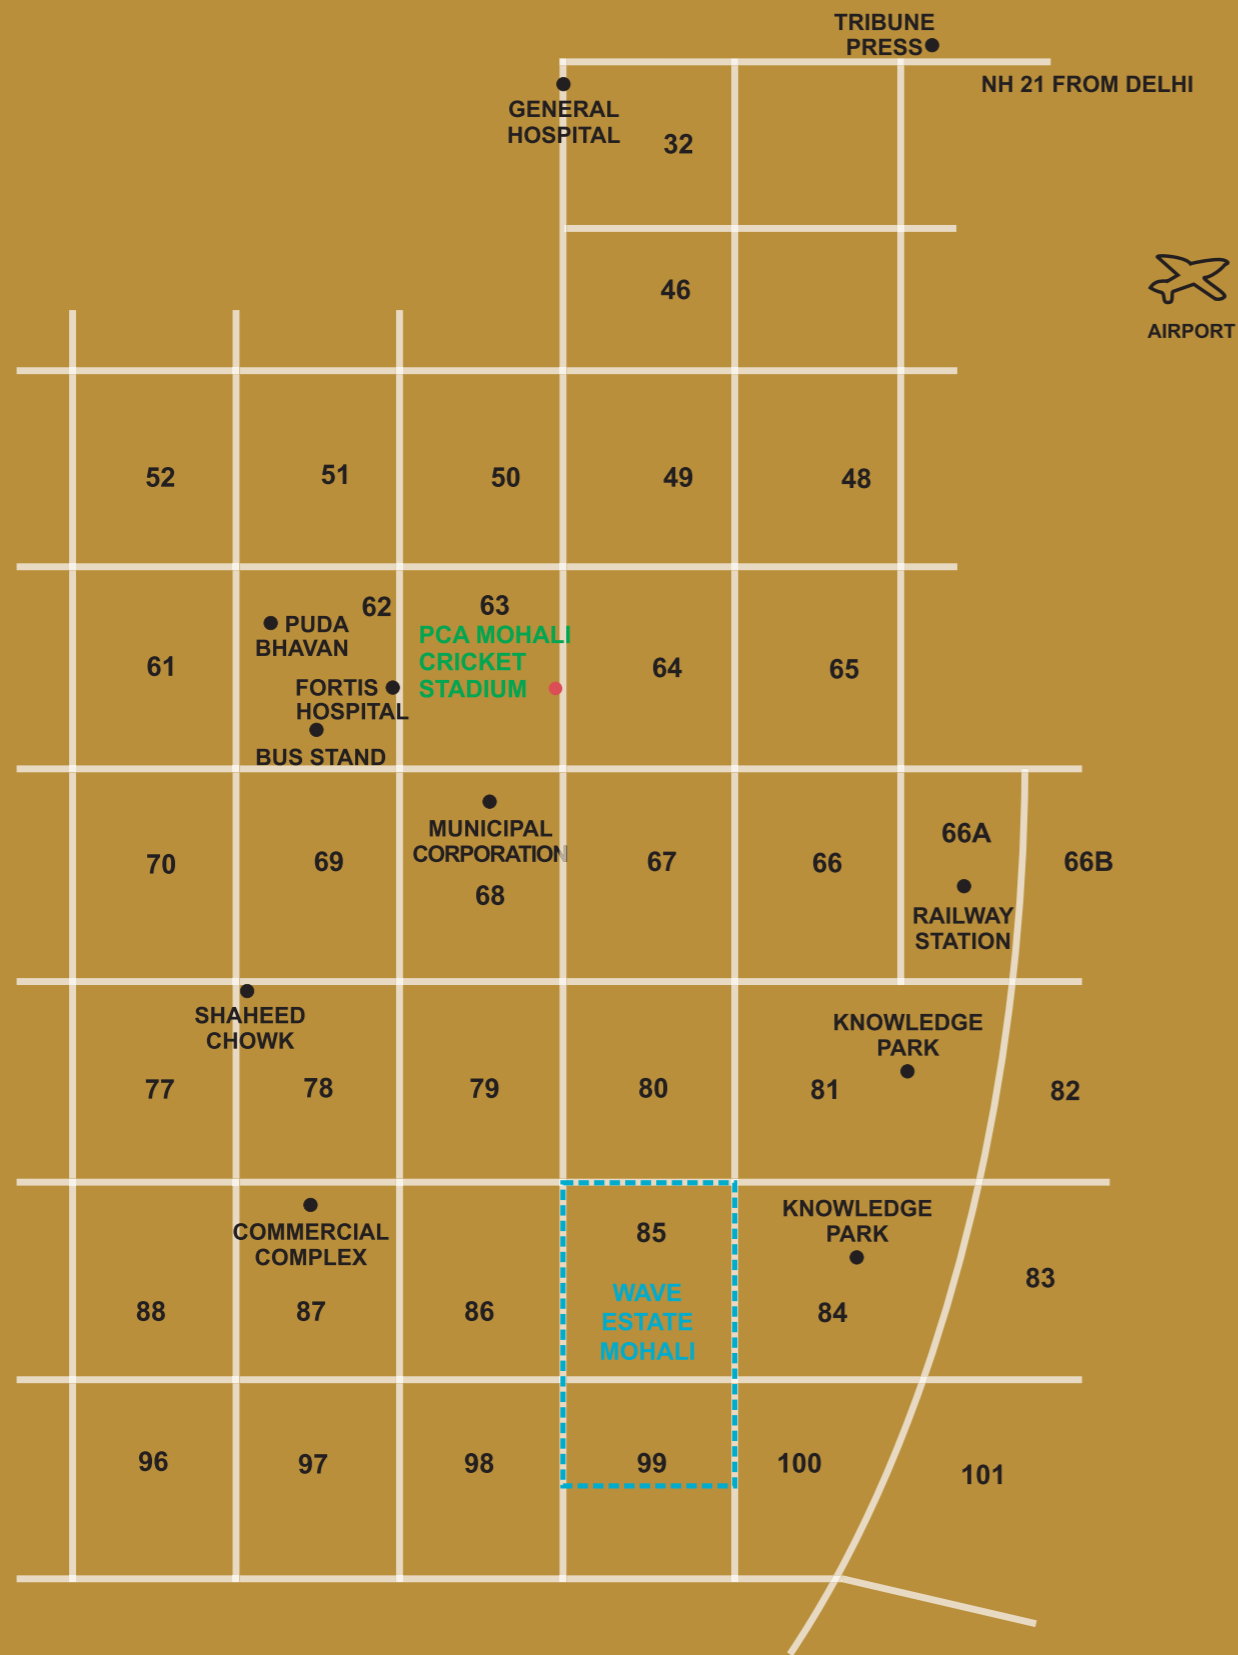 TRIBUNE
PRESS
NH 21 FROM DELHI
GENERAL
HOSPITAL
32
46
AIRPORT
52
51
50
49
48
62
63
PUDA
BHAVAN
PCA MOHALI
CRICKET
STADIUM
61
64
65
FORTIS
HOSPITAL
BUS STAND
MUNICIPAL
CORPORATION
66A
70
69
67
66
66B
68
RAILWAY
STATION
SHAHEED
CHOWK
KNOWLEDGE
PARK
77
78
79
80
81
82
COMMERCIAL
COMPLEX
85
KNOWLEDGE
PARK
83
WAVE
ESTATE
MOHALI
88
87
86
84
96
97
98
99
100
101